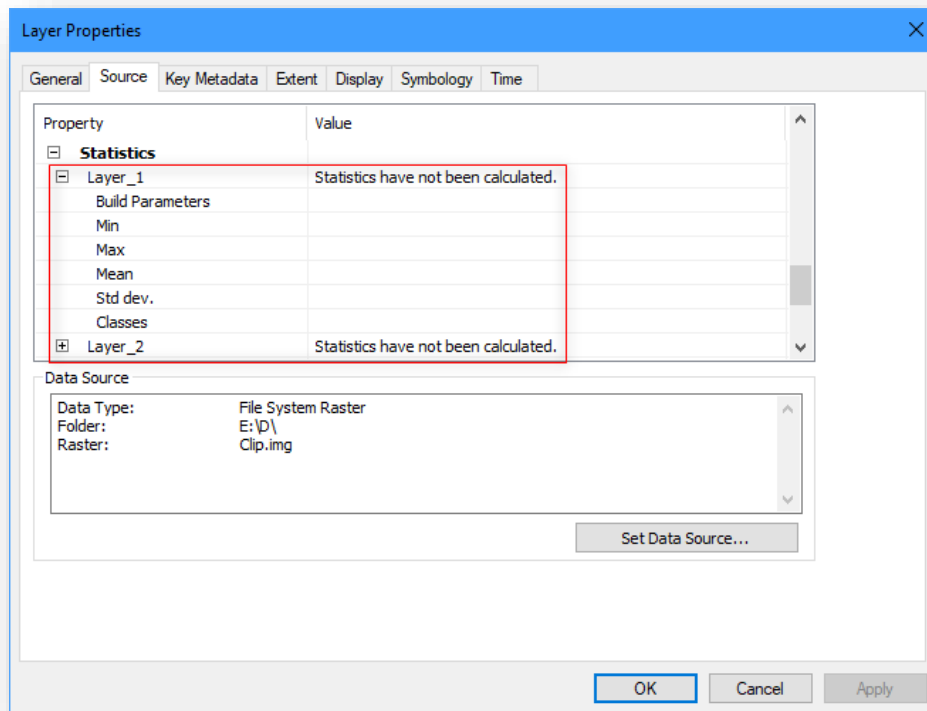 Layer Properties
General Source Key Metadata Extent Display Symbology Time
Property Value
Statistics
Layer_1 Statistics have not been calculated.
Build Parameters
Min
Max
Mean
Std dev.
Classes
Layer_2 Statistics have not been calculated.
Data Source
Data Type: File System Raster
Folder: E:\D\
Raster: Clip.img
Set Data Source...
OK Cancel Apply